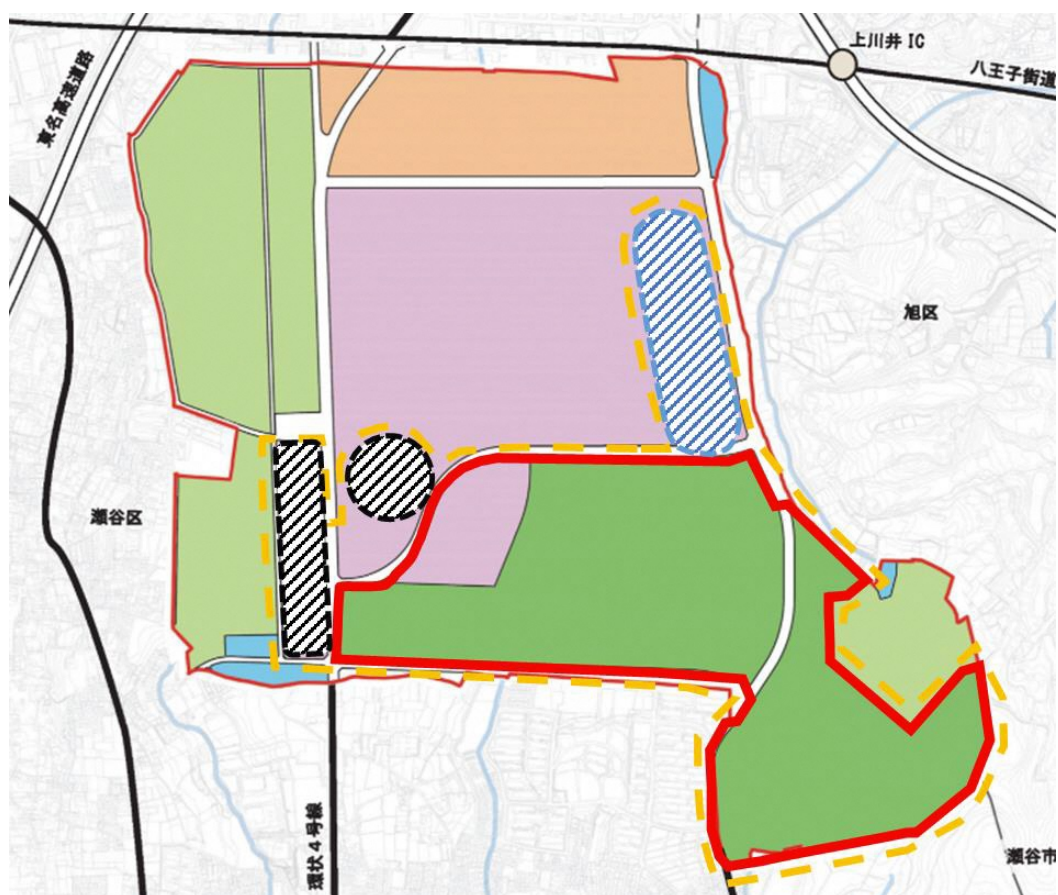 上川井 IC
八王子街道
東名高速道路
旭区
瀬谷区
環状４号線
瀬谷市